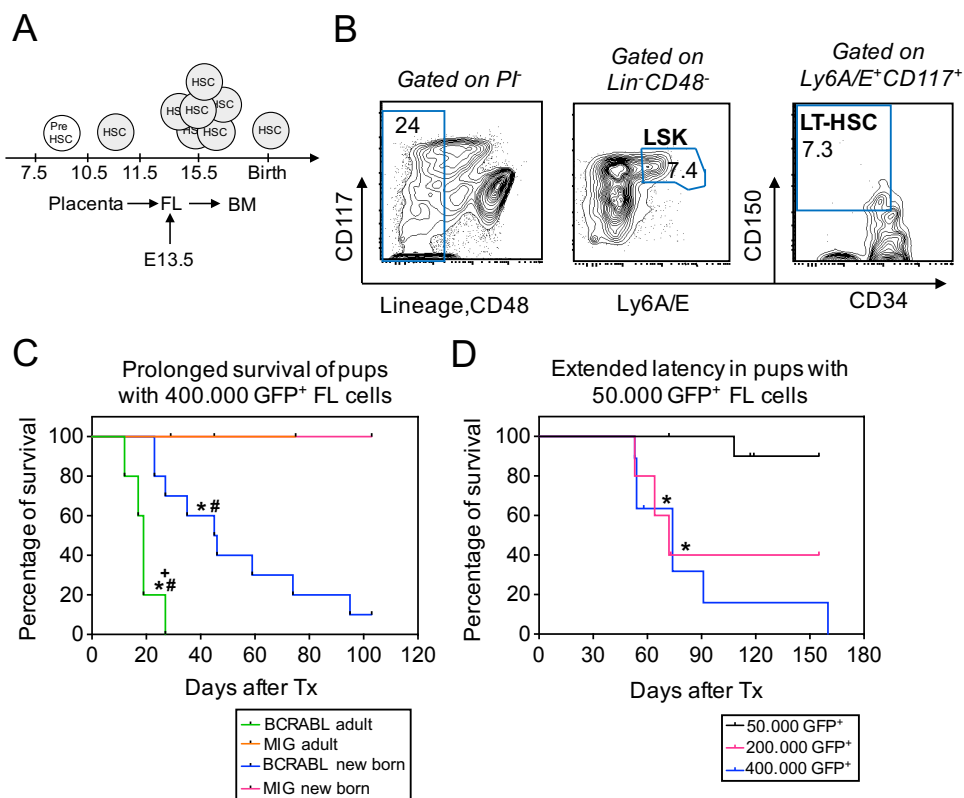 A
Pre
HSC
HSC
HSC
HSC
HSC
HSC
HSC
HSC
HSC
7.5
10.5
11.5
15.5
Birth
Placenta
FL
BM
E13.5
B
Gated on PI-
Gated on
Lin-CD48-
Gated on
Ly6A/E+CD117+
24
LSK
7.4
LT-HSC
7.3
CD117
CD150
Lineage,CD48
Ly6A/E
CD34
C
Prolonged survival of pups
with 400.000 GFP+ FL cells
Percentage of survival
100
80
60
40
20
0
*#
+
*#
0 20 40 60 80 100 120
Days after Tx
BCRABL adult
MIG adult
BCRABL new born
MIG new born
D
Extended latency in pups with
50.000 GFP+ FL cells
Percentage of survival
100
80
60
40
20
0
*
*
0 30 60 90 120 150 180
Days after Tx
50.000 GFP+
200.000 GFP+
400.000 GFP+